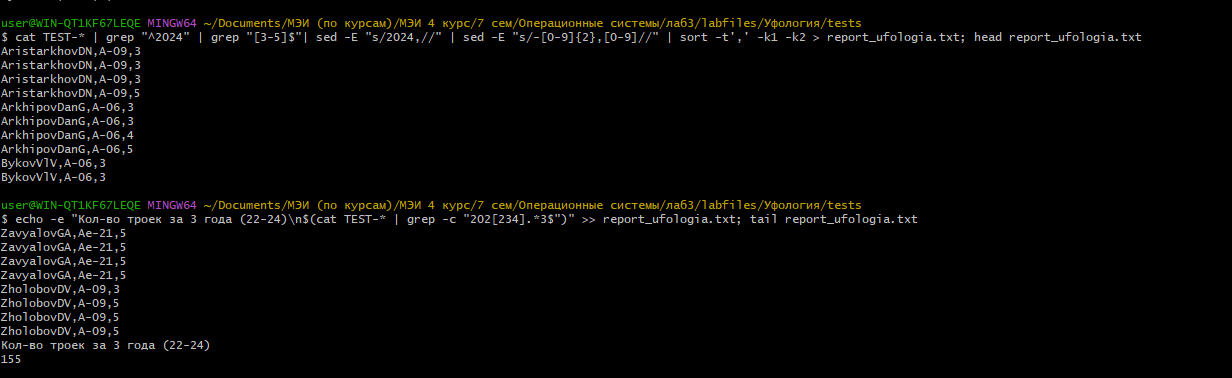 user@WIN-QT1KF67LEQE MINGW64 ~/Documents/МЭИ (по курсам)/МЭИ 4 курс/7 сем/Операционные системы/лаб3/labfiles/Уфология/tests
$ cat TEST-* | grep "^2024" | grep "[3-5]$"| sed -E "s/2024,//" | sed -E "s/-[0-9]{2},[0-9]//" | sort -t',' -k1 -k2 > report_ufologia.txt; head report_ufologia.txt
AristarkhovDN,A-09,3
AristarkhovDN,A-09,3
AristarkhovDN,A-09,3
AristarkhovDN,A-09,5
ArkhipovDanG,A-06,3
ArkhipovDanG,A-06,3
ArkhipovDanG,A-06,4
ArkhipovDanG,A-06,5
BykovVlV,A-06,3
BykovVlV,A-06,3
user@WIN-QT1KF67LEQE MINGW64 ~/Documents/МЭИ (по курсам)/МЭИ 4 курс/7 сем/Операционные системы/лаб3/labfiles/Уфология/tests
$ echo -e "Кол-во троек за 3 года (22-24)\n$(cat TEST-* | grep -c "202[234].*3$")" >> report_ufologia.txt; tail report_ufologia.txt
ZavyalovGA,Ae-21,5
ZavyalovGA,Ae-21,5
ZavyalovGA,Ae-21,5
ZavyalovGA,Ae-21,5
ZholobovDV,A-09,3
ZholobovDV,A-09,5
ZholobovDV,A-09,5
ZholobovDV,A-09,5
Кол-во троек за 3 года (22-24)
155